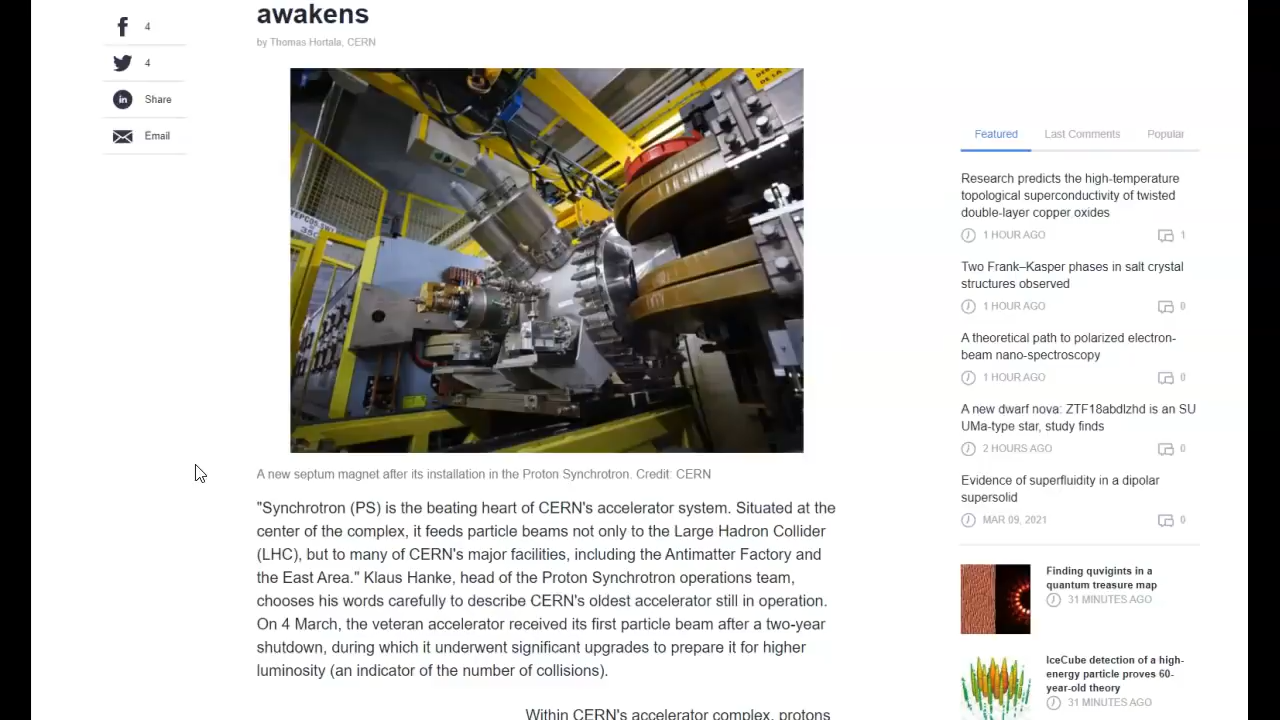 awakens
by Thomas Hortala, CERN
4
4
Share
Email
A new septum magnet after its installation in the Proton Synchrotron. Credit: CERN
"Synchrotron (PS) is the beating heart of CERN's accelerator system. Situated at the
center of the complex, it feeds particle beams not only to the Large Hadron Collider
(LHC), but to many of CERN's major facilities, including the Antimatter Factory and
the East Area." Klaus Hanke, head of the Proton Synchrotron operations team,
chooses his words carefully to describe CERN's oldest accelerator still in operation.
On 4 March, the veteran accelerator received its first particle beam after a two-year
shutdown, during which it underwent significant upgrades to prepare it for higher
luminosity (an indicator of the number of collisions).
Within CERN's accelerator complex, protons
Featured Last Comments Popular
Research predicts the high-temperature
topological superconductivity of twisted
double-layer copper oxides
1 HOUR AGO 1
Two Frank–Kasper phases in salt crystal
structures observed
1 HOUR AGO 0
A theoretical path to polarized electron-
beam nano-spectroscopy
1 HOUR AGO 0
A new dwarf nova: ZTF18abdlzhd is an SU
UMa-type star, study finds
2 HOURS AGO 0
Evidence of superfluidity in a dipolar
supersolid
MAR 09, 2021 0
Finding quvigints in a
quantum treasure map
31 MINUTES AGO
IceCube detection of a high-
energy particle proves 60-
year-old theory
31 MINUTES AGO